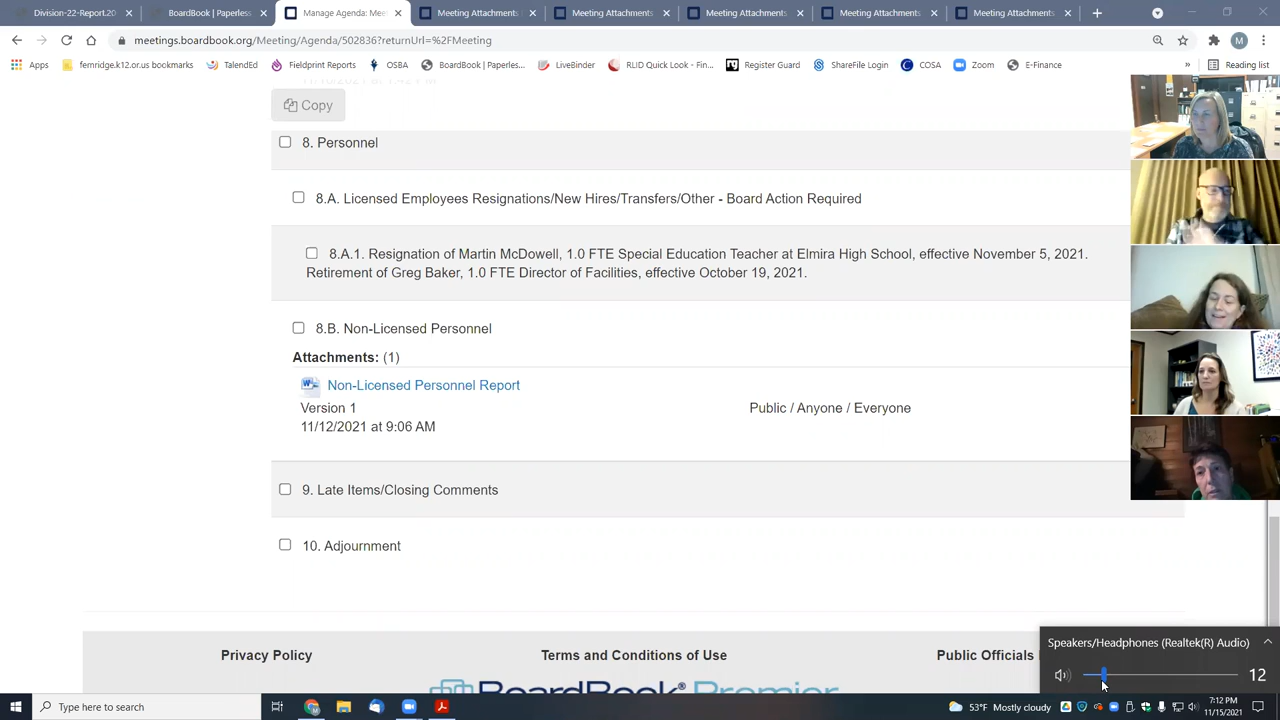 Division-22-Report.20
BoardBook | Paperless
Manage Agenda: Mee
Meeting Attachments
Meeting Attachments
Meeting Attachments
Meeting Attachments
Meeting Attachments
meetings.boardbook.org/Meeting/Agenda/502836?returnUrl=%2FMeeting
M
Apps
fernridge.k12.or.us bookmarks
TalendEd
Fieldprint Reports
OSBA
BoardBook | Paperles...
LiveBinder
RLID Quick Look - Fin...
Register Guard
ShareFile Login
COSA
Zoom
E-Finance
»
Reading list
Copy
8. Personnel
8.A. Licensed Employees Resignations/New Hires/Transfers/Other - Board Action Required
8.A.1. Resignation of Martin McDowell, 1.0 FTE Special Education Teacher at Elmira High School, effective November 5, 2021.
Retirement of Greg Baker, 1.0 FTE Director of Facilities, effective October 19, 2021.
8.B. Non-Licensed Personnel
Attachments: (1)
Non-Licensed Personnel Report
Version 1
Public / Anyone / Everyone
11/12/2021 at 9:06 AM
9. Late Items/Closing Comments
10. Adjournment
Privacy Policy
Terms and Conditions of Use
Public Officials
BoardBook® Premier
Speakers/Headphones (Realtek(R) Audio)
12
Type here to search
53°F Mostly cloudy
7:12 PM
11/15/2021